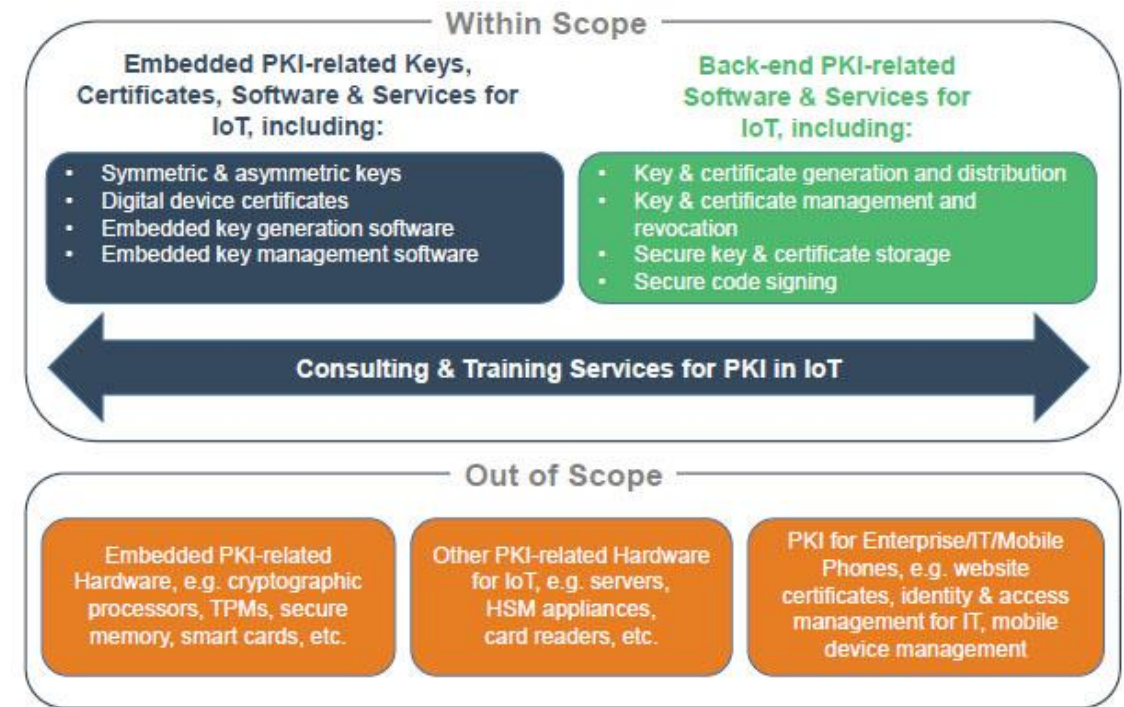 Within Scope
Embedded PKI-related Keys,
Certificates, Software & Services for
IoT, including:
• Symmetric & asymmetric keys
• Digital device certificates
• Embedded key generation software
• Embedded key management software
Back-end PKI-related
Software & Services for
IoT, including:
• Key & certificate generation and distribution
• Key & certificate management and
revocation
• Secure key & certificate storage
• Secure code signing
Consulting & Training Services for PKI in IoT
Out of Scope
Embedded PKI-related
Hardware, e.g. cryptographic
processors, TPMs, secure
memory, smart cards, etc.
Other PKI-related Hardware
for IoT, e.g. servers,
HSM appliances,
card readers, etc.
PKI for Enterprise/IT/Mobile
Phones, e.g. website
certificates, identity & access
management for IT, mobile
device management